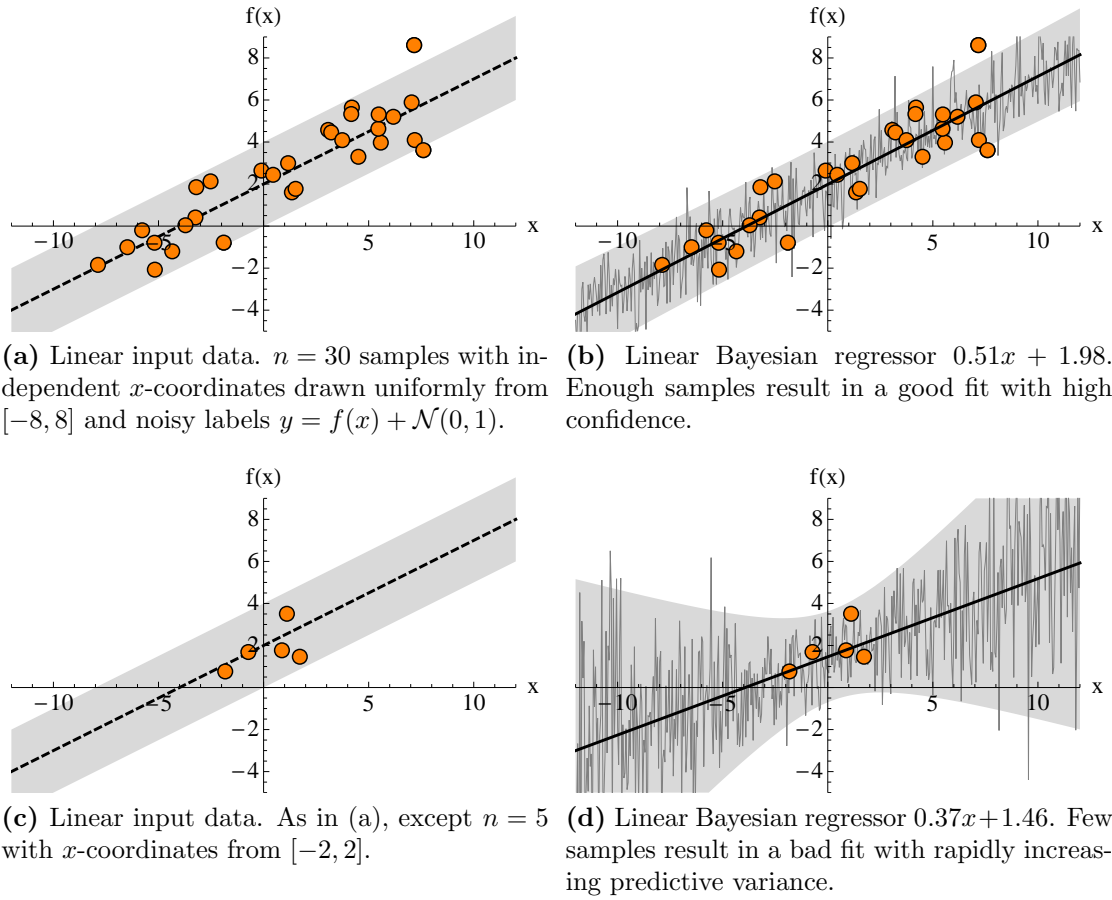 f(x)
8
6
4
2
−2
−4
−10
−5
5
10
x
f(x)
8
6
4
2
−2
−4
−10
−5
5
10
x
(a) Linear input data. n = 30 samples with in-
dependent x-coordinates drawn uniformly from
[−8, 8] and noisy labels y = f(x) + 𝒩(0, 1).
(b) Linear Bayesian regressor 0.51x + 1.98.
Enough samples result in a good fit with high
confidence.
f(x)
8
6
4
2
−2
−4
−10
−5
5
10
x
f(x)
8
6
4
2
−2
−4
−10
−5
5
10
x
(c) Linear input data. As in (a), except n = 5
with x-coordinates from [−2, 2].
(d) Linear Bayesian regressor 0.37x+1.46. Few
samples result in a bad fit with rapidly increas-
ing predictive variance.